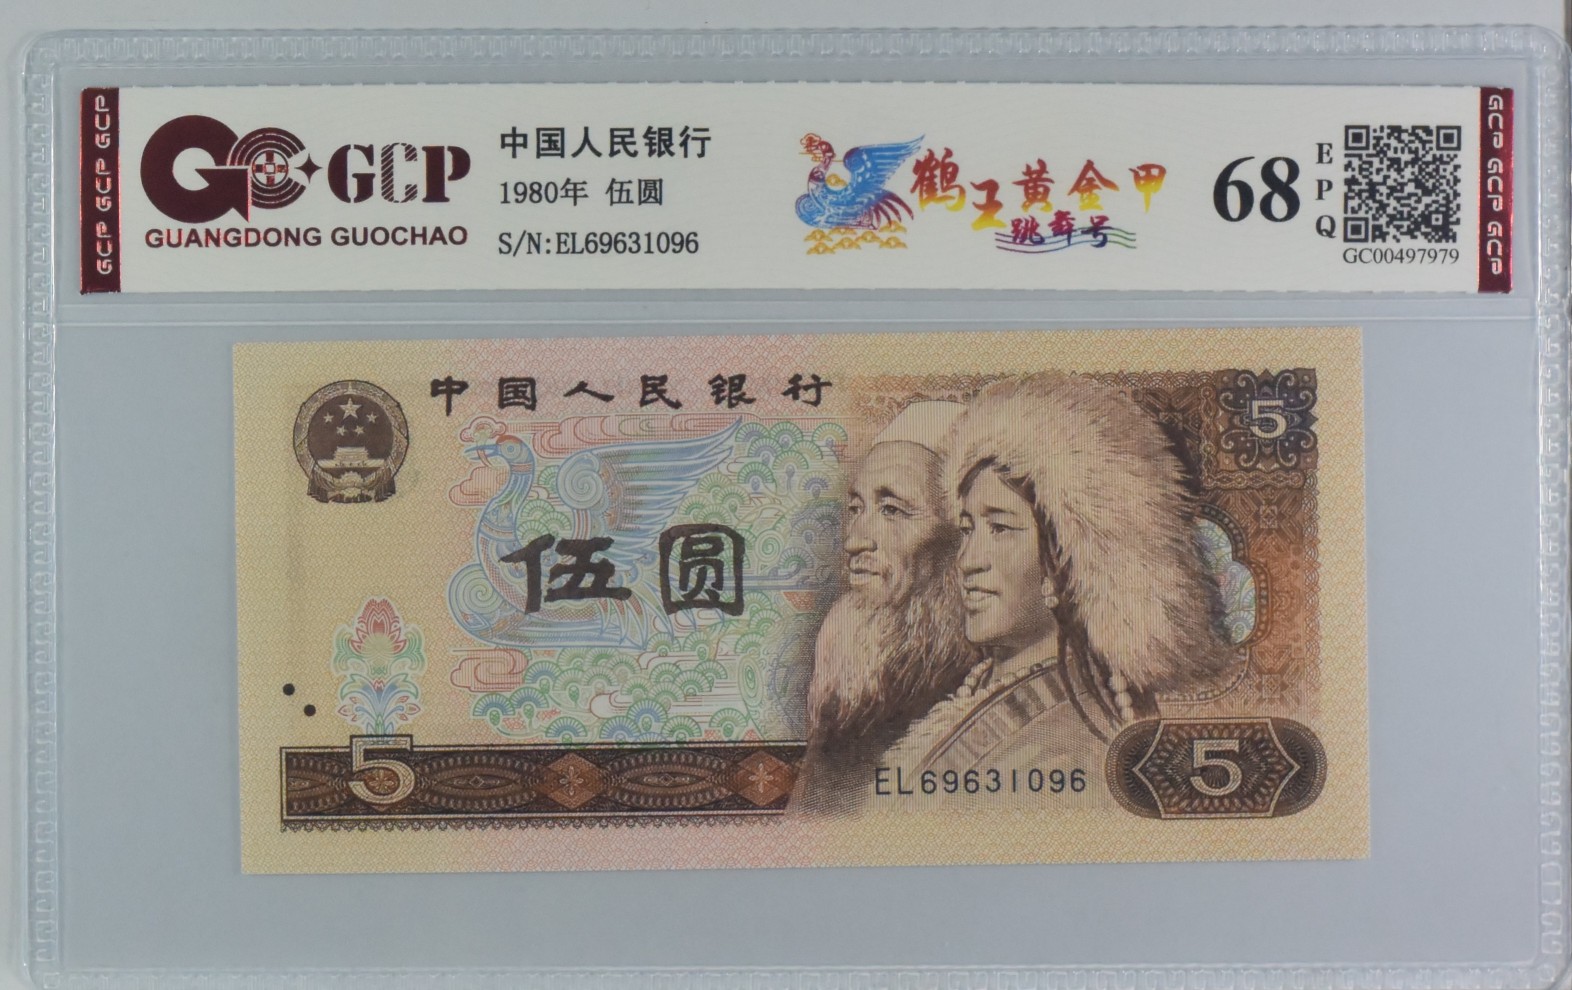 GCP
GUANGDONG GUOCHAO
中国人民银行
1980年 伍圆
S/N:EL69631096
鹤王黄金甲
跳舞号
68
EPQ
GC00497979
GCP GCP GCP
GCP GCP GCP
中国人民银行
5
伍圆
5
EL69631096
5